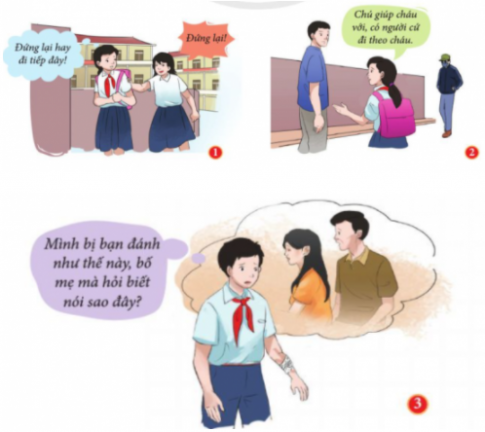 Đứng lại hay
đi tiếp đây!
Đứng lại!
1
Chú giúp cháu
với, có người cứ
đi theo cháu.
2
Mình bị bạn đánh
như thế này, bố
mẹ mà hỏi biết
nói sao đây?
3